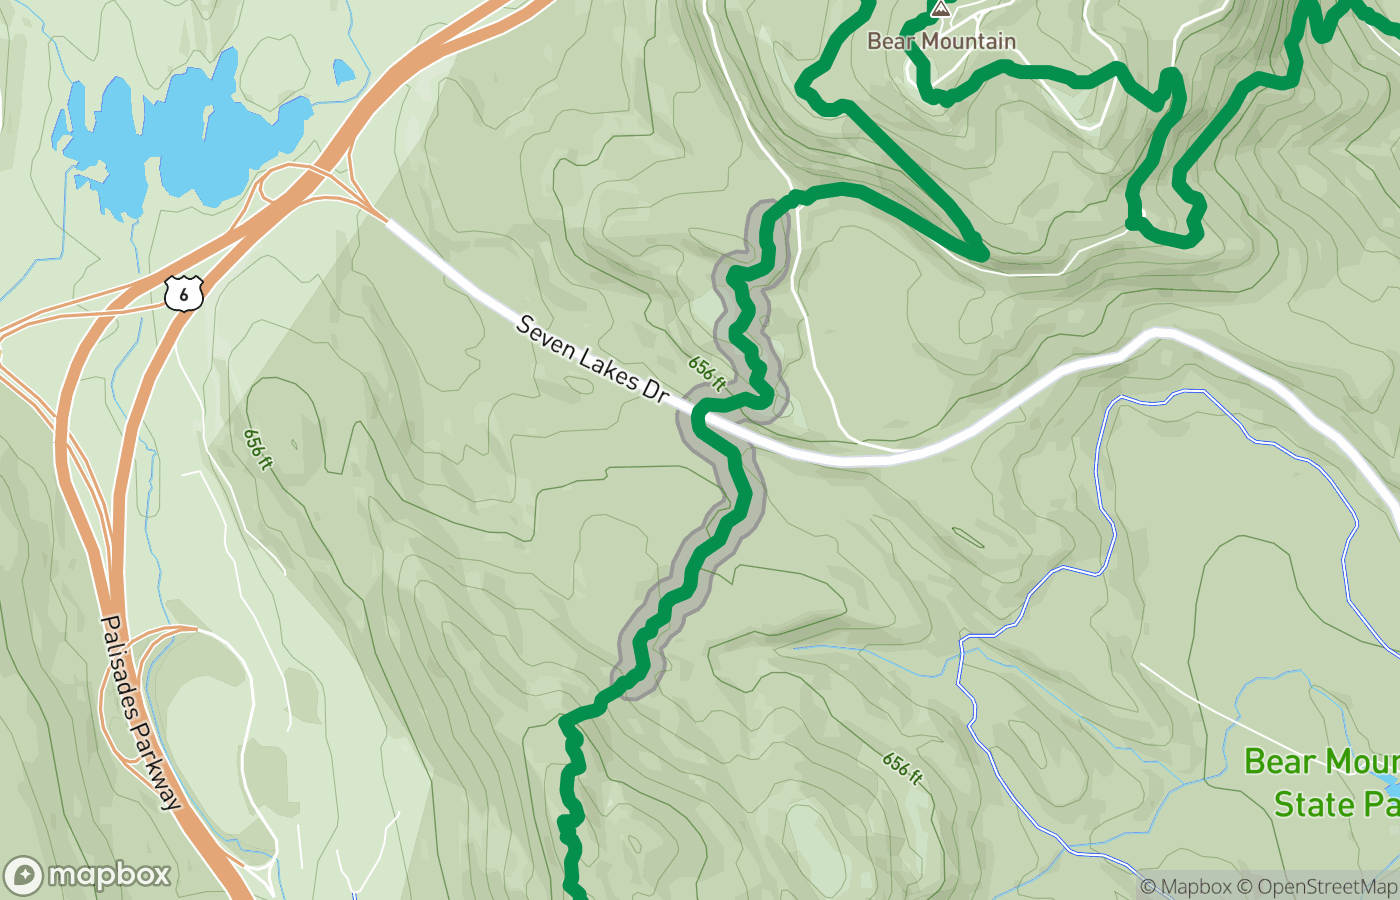 Bear Mountain
6
Seven Lakes Dr
656 ft
656 ft
Palisades Parkway
656 ft
Bear Moun
State Pa
mapbox
© Mapbox © OpenStreetMap